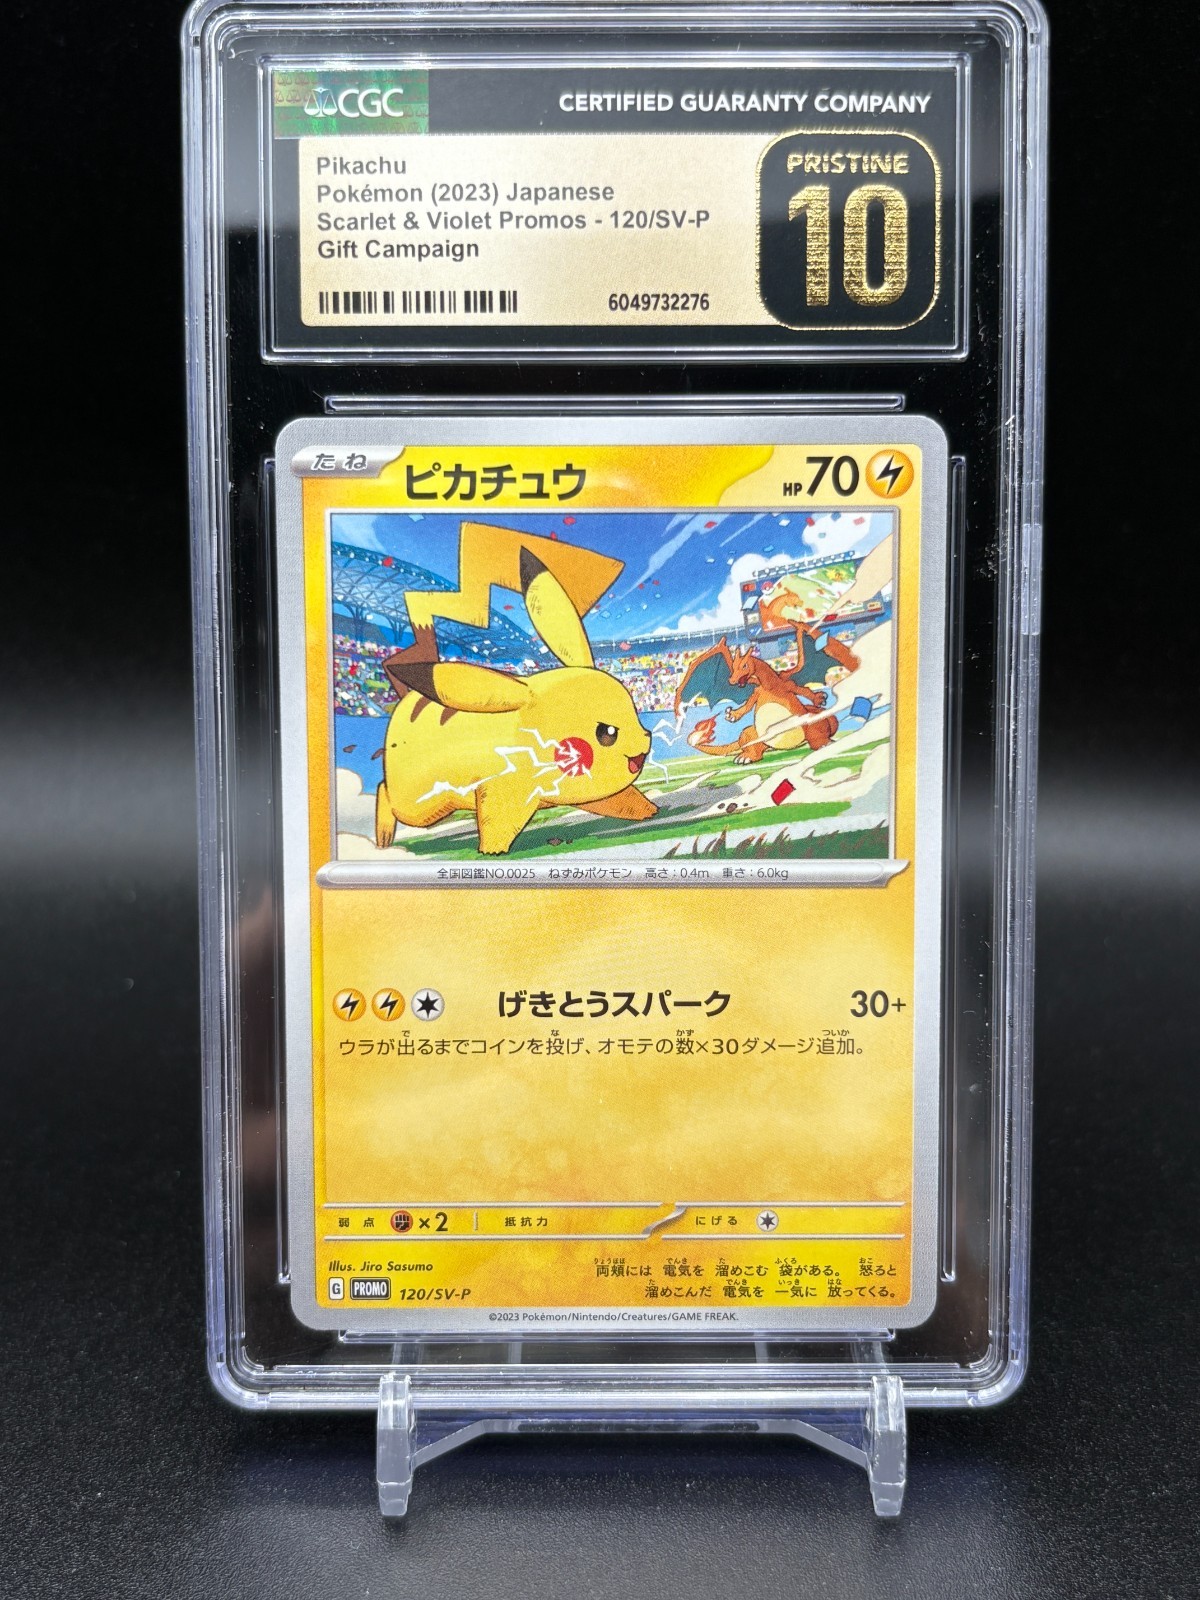 CGC
CERTIFIED GUARANTY COMPANY
Pikachu
Pokémon (2023) Japanese
Scarlet & Violet Promos - 120/SV-P
Gift Campaign
6049732276
PRISTINE
10
たね
ピカチュウ
HP 70
全国図鑑NO.0025 ねずみポケモン 高さ:0.4m 重さ:6.0kg
げきとうスパーク 30+
ウラが出るまでコインを投げ、オモテの数×30ダメージ追加。
弱点 ×2 抵抗力 にげる
Illus. Jiro Sasumo
両頬には 電気を 溜めこむ 袋がある。 怒ると
溜めこんだ 電気を 一気に 放ってくる。
G PROMO 120/SV-P
©2023 Pokémon/Nintendo/Creatures/GAME FREAK.